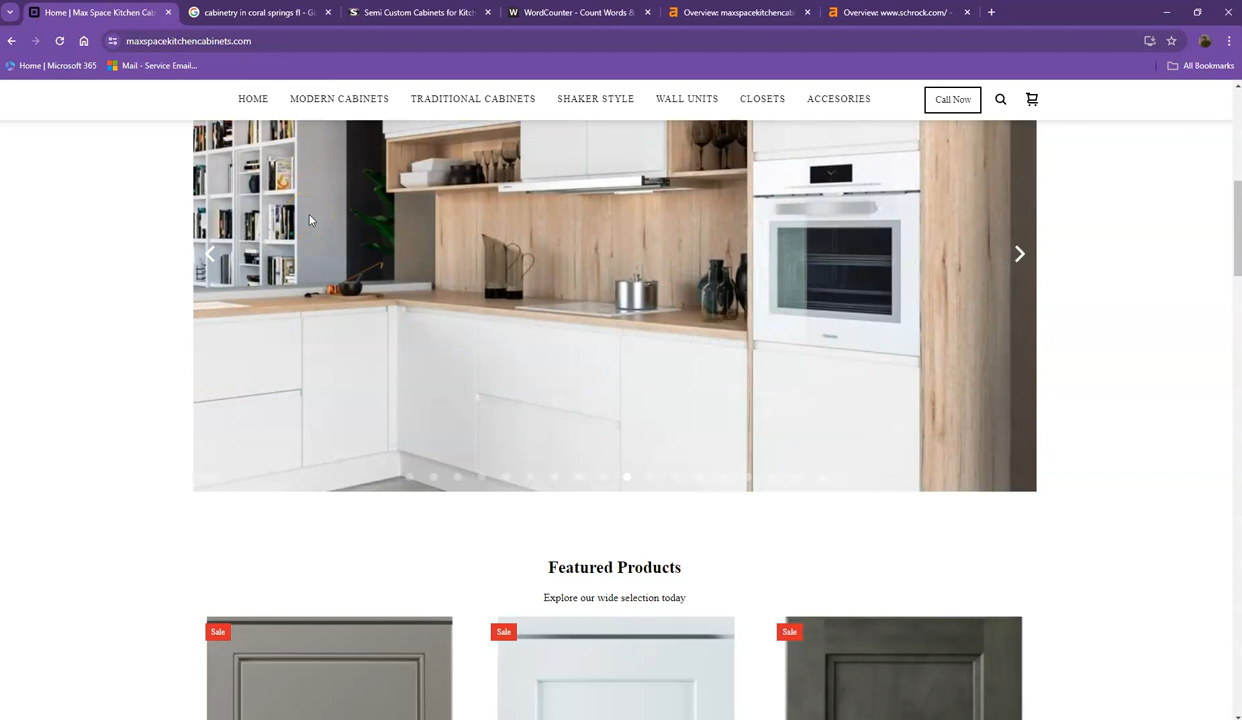 Home | Max Space Kitchen Cab
cabinetry in coral springs fl - Go
Semi Custom Cabinets for Kitch
WordCounter - Count Words &
Overview: maxspacekitchencab
Overview: www.schrock.com/ -
maxspacekitchencabinets.com
Home | Microsoft 365
Mail - Service Email...
All Bookmarks
HOME
MODERN CABINETS
TRADITIONAL CABINETS
SHAKER STYLE
WALL UNITS
CLOSETS
ACCESORIES
Call Now
Featured Products
Explore our wide selection today
Sale
Sale
Sale